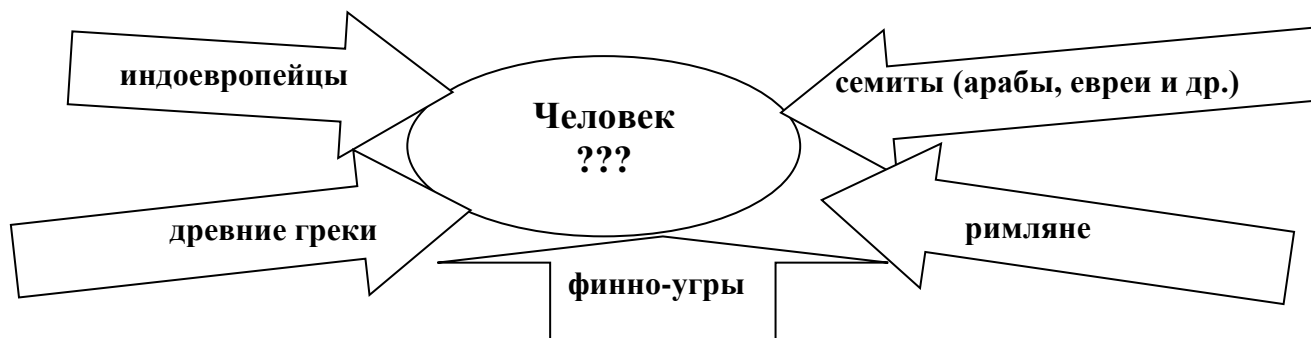 индоевропейцы
семиты (арабы, евреи и др.)
Человек
???
древние греки
римляне
финно-угры